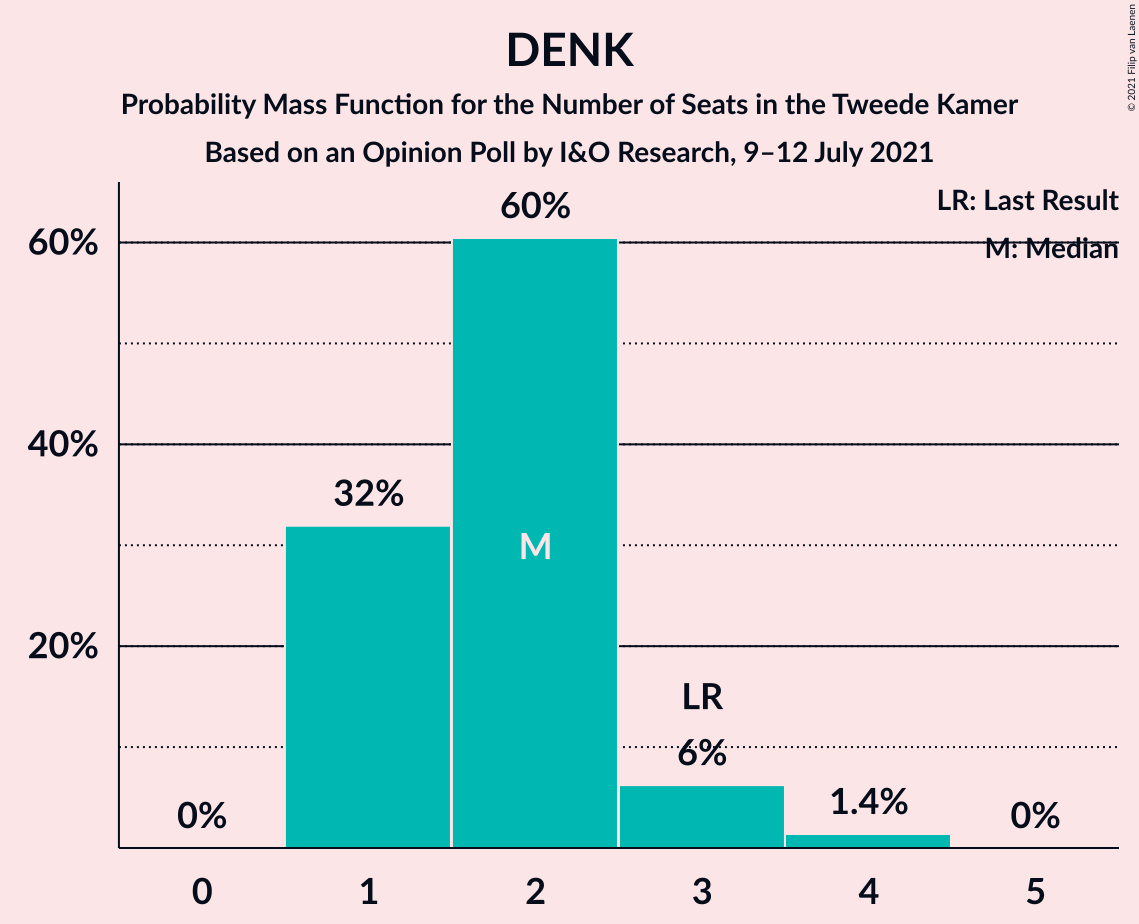 DENK
Probability Mass Function for the Number of Seats in the Tweede Kamer
Based on an Opinion Poll by I&O Research, 9–12 July 2021
© 2021 Filip van Laenen
LR: Last Result
M: Median
60%
40%
20%
0%
32%
60%
M
LR
6%
1.4%
0%
0 1 2 3 4 5